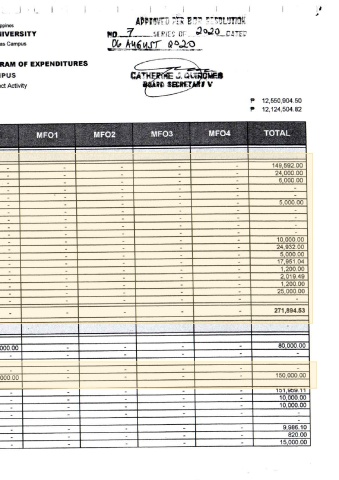 ppines
IVERSITY
as Campus
APPROVED PER BOR RESOLUTION
NO. 7 SERIES OF 2020 DATED
06 AUGUST 2020
RAM OF EXPENDITURES
PUS
ct Activity
CATHERINE J. QUIÑONES
BOARD SECRETARY V
₱ 12,550,904.50
₱ 12,124,504.82
MFO1 MFO2 MFO3 MFO4 TOTAL
- - - - - 149,592.00
- - - - - 24,000.00
- - - - - 6,000.00
- - - - - -
- - - - - -
- - - - - 5,000.00
- - - - - -
- - - - - -
- - - - - -
- - - - - -
- - - - - 10,000.00
- - - - - 24,932.00
- - - - - 5,000.00
- - - - - 17,951.04
- - - - - 1,200.00
- - - - - 2,019.49
- - - - - 1,200.00
- - - - - 25,000.00
- - - - - -
- - - - - 271,894.53
- - - - - -
000.00 - - - - 80,000.00
- - - - - -
- - - - - -
000.00 - - - - 150,000.00
- - - - - 151,909.11
- - - - - 10,000.00
- - - - - 10,000.00
- - - - - -
- - - - - 9,986.10
- - - - - 820.00
- - - - - 15,000.00